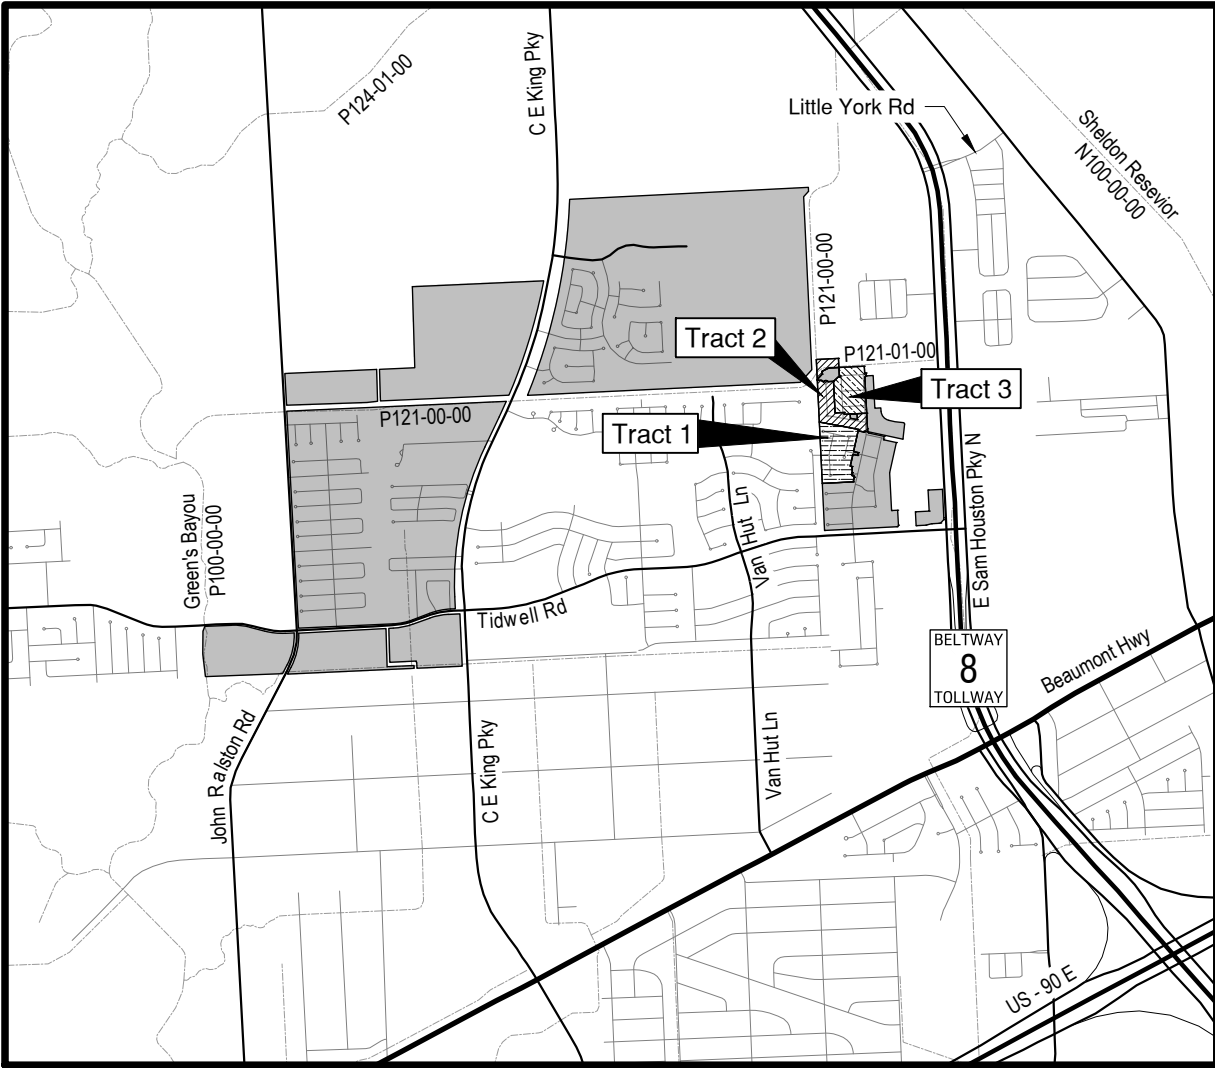 P124-01-00
C E King Pky
Little York Rd
Sheldon Resevior
N100-00-00
P121-00-00
Tract 2
P121-01-00
Tract 3
P121-00-00
Tract 1
Green's Bayou
P100-00-00
Van Hut Ln
E Sam Houston Pky N
Tidwell Rd
BELTWAY
8
TOLLWAY
Beaumont Hwy
John Ralston Rd
C E King Pky
Van Hut Ln
US - 90 E